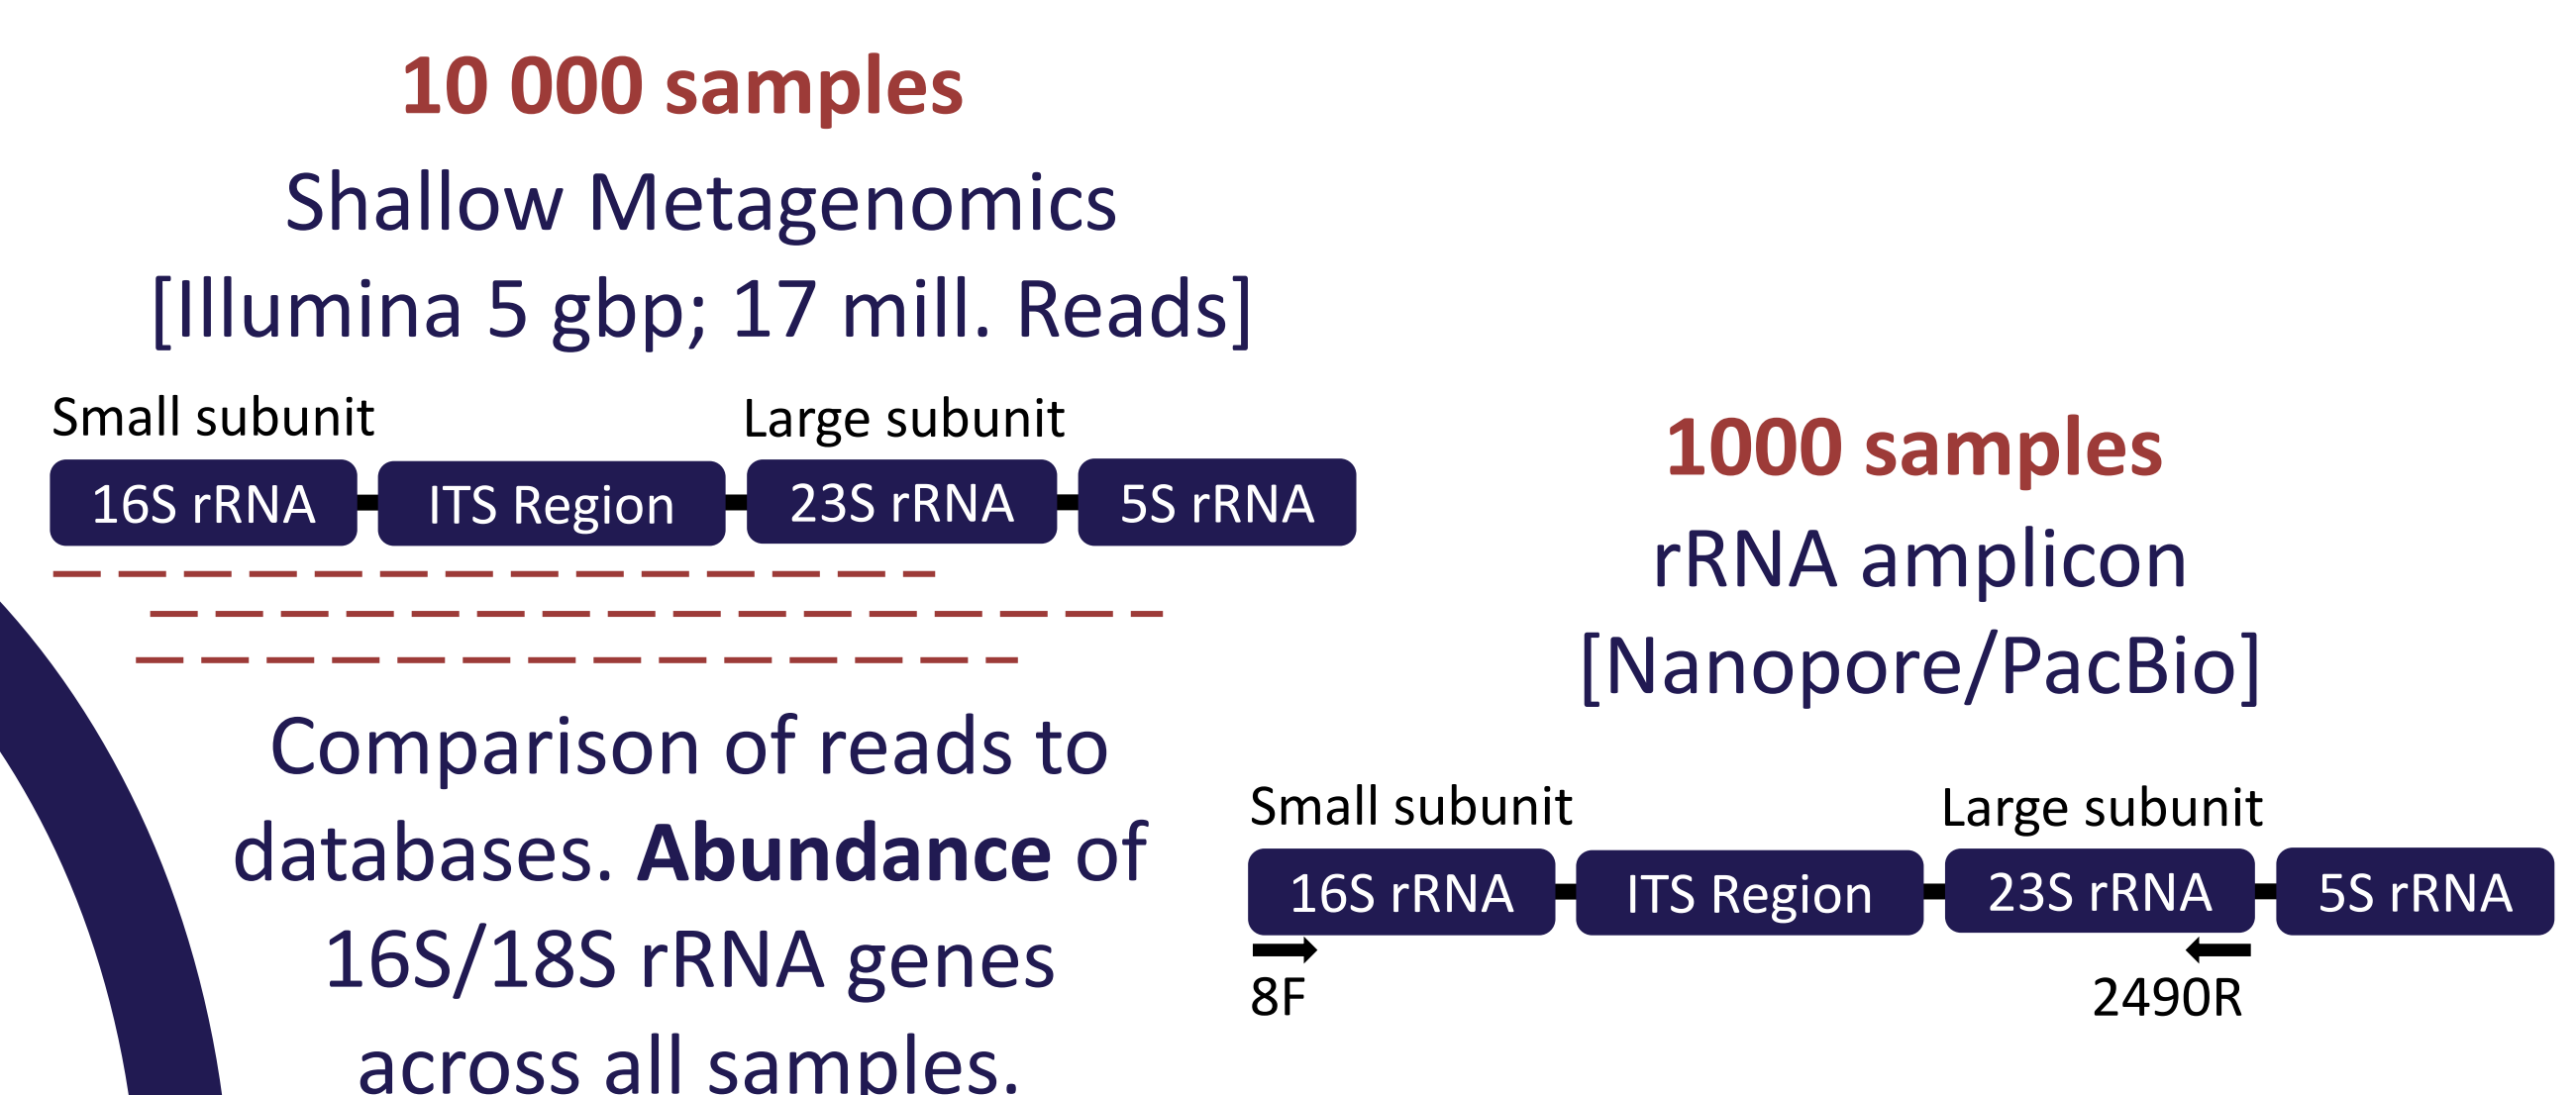 10 000 samples
Shallow Metagenomics
[Illumina 5 gbp; 17 mill. Reads]
Small subunit
Large subunit
16S rRNA
ITS Region
23S rRNA
5S rRNA
Comparison of reads to
databases. Abundance of
16S/18S rRNA genes
across all samples.
1000 samples
rRNA amplicon
[Nanopore/PacBio]
Small subunit
Large subunit
16S rRNA
ITS Region
23S rRNA
5S rRNA
8F
2490R